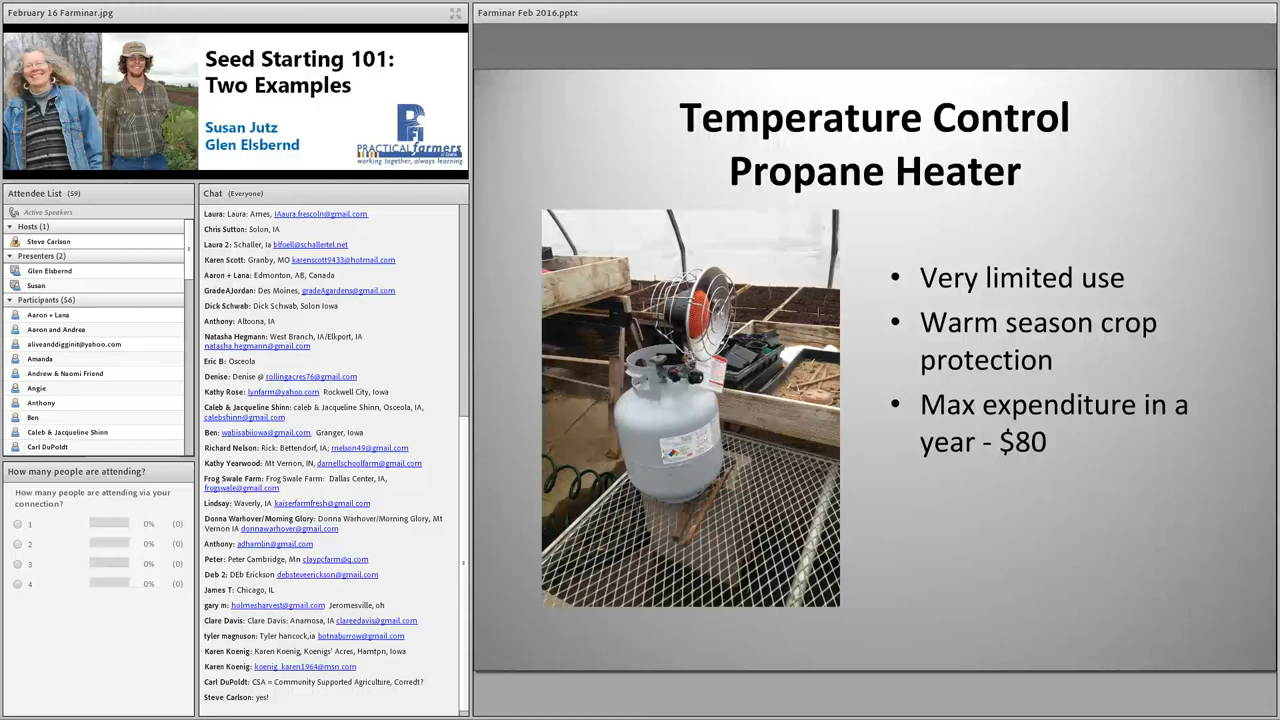 February 16 Farminar.jpg
Seed Starting 101:
Two Examples
Susan Jutz
Glen Elsbernd
PFI
PRACTICAL farmers
working together, always learning
Attendee List (59)
Active Speakers
Hosts (1)
Steve Carlson
Presenters (2)
Glen Elsbernd
Susan
Participants (56)
Aaron + Lana
Aaron and Andrea
aliveanddigginit@yahoo.com
Amanda
Andrew & Naomi Friend
Angie
Anthony
Ben
Caleb & Jacqueline Shinn
Carl DuPoldt
How many people are attending?
How many people are attending via your
connection?
1 0% (0)
2 0% (0)
3 0% (0)
4 0% (0)
Chat (Everyone)
Laura: Laura: Ames, IAaura.frescoln@gmail.com
Chris Sutton: Solon, IA
Laura 2: Schaller, Ia blfoell@schallertel.net
Karen Scott: Granby, MO karenscott9433@hotmail.com
Aaron + Lana: Edmonton, AB, Canada
GradeAJordan: Des Moines, gradeAgardens@gmail.com
Dick Schwab: Dick Schwab, Solon Iowa
Anthony: Altoona, IA
Natasha Hegmann: West Branch, IA/Elkport, IA
natasha.hegmann@gmail.com
Eric B: Osceola
Denise: Denise @ rollingacres76@gmail.com
Kathy Rose: lynfarm@yahoo.com Rockwell City, Iowa
Caleb & Jacqueline Shinn: caleb & Jacqueline Shinn, Osceola, IA,
calebshinn@gmail.com
Ben: wabisabiiowa@gmail.com Granger, Iowa
Richard Nelson: Rick: Bettendorf, IA; rnelson49@gmail.com
Kathy Yearwood: Mt Vernon, IN, darnellschoolfarm@gmail.com
Frog Swale Farm: Frog Swale Farm: Dallas Center, IA,
frogswale@gmail.com
Lindsay: Waverly, IA kaiserfarmfresh@gmail.com
Donna Warhover/Morning Glory: Donna Warhover/Morning Glory, Mt
Vernon IA donnawarhover@gmail.com
Anthony: adhamlin@gmail.com
Peter: Peter Cambridge, Mn claypcfarm@q.com
Deb 2: DEb Erickson debsteveerickson@gmail.com
James T: Chicago, IL
gary m: holmesharvest@gmail.com Jeromesville, oh
Clare Davis: Clare Davis: Anamosa, IA clareedavis@gmail.com
tyler magnuson: Tyler hancock,ia botnaburrow@gmail.com
Karen Koenig: Karen Koenig, Koenigs' Acres, Hamtpn, Iowa
Karen Koenig: koenig_karen1964@msn.com
Carl DuPoldt: CSA = Community Supported Agriculture, Corredt?
Steve Carlson: yes!
Farminar Feb 2016.pptx
Temperature Control
Propane Heater
• Very limited use
• Warm season crop
protection
• Max expenditure in a
year - $80